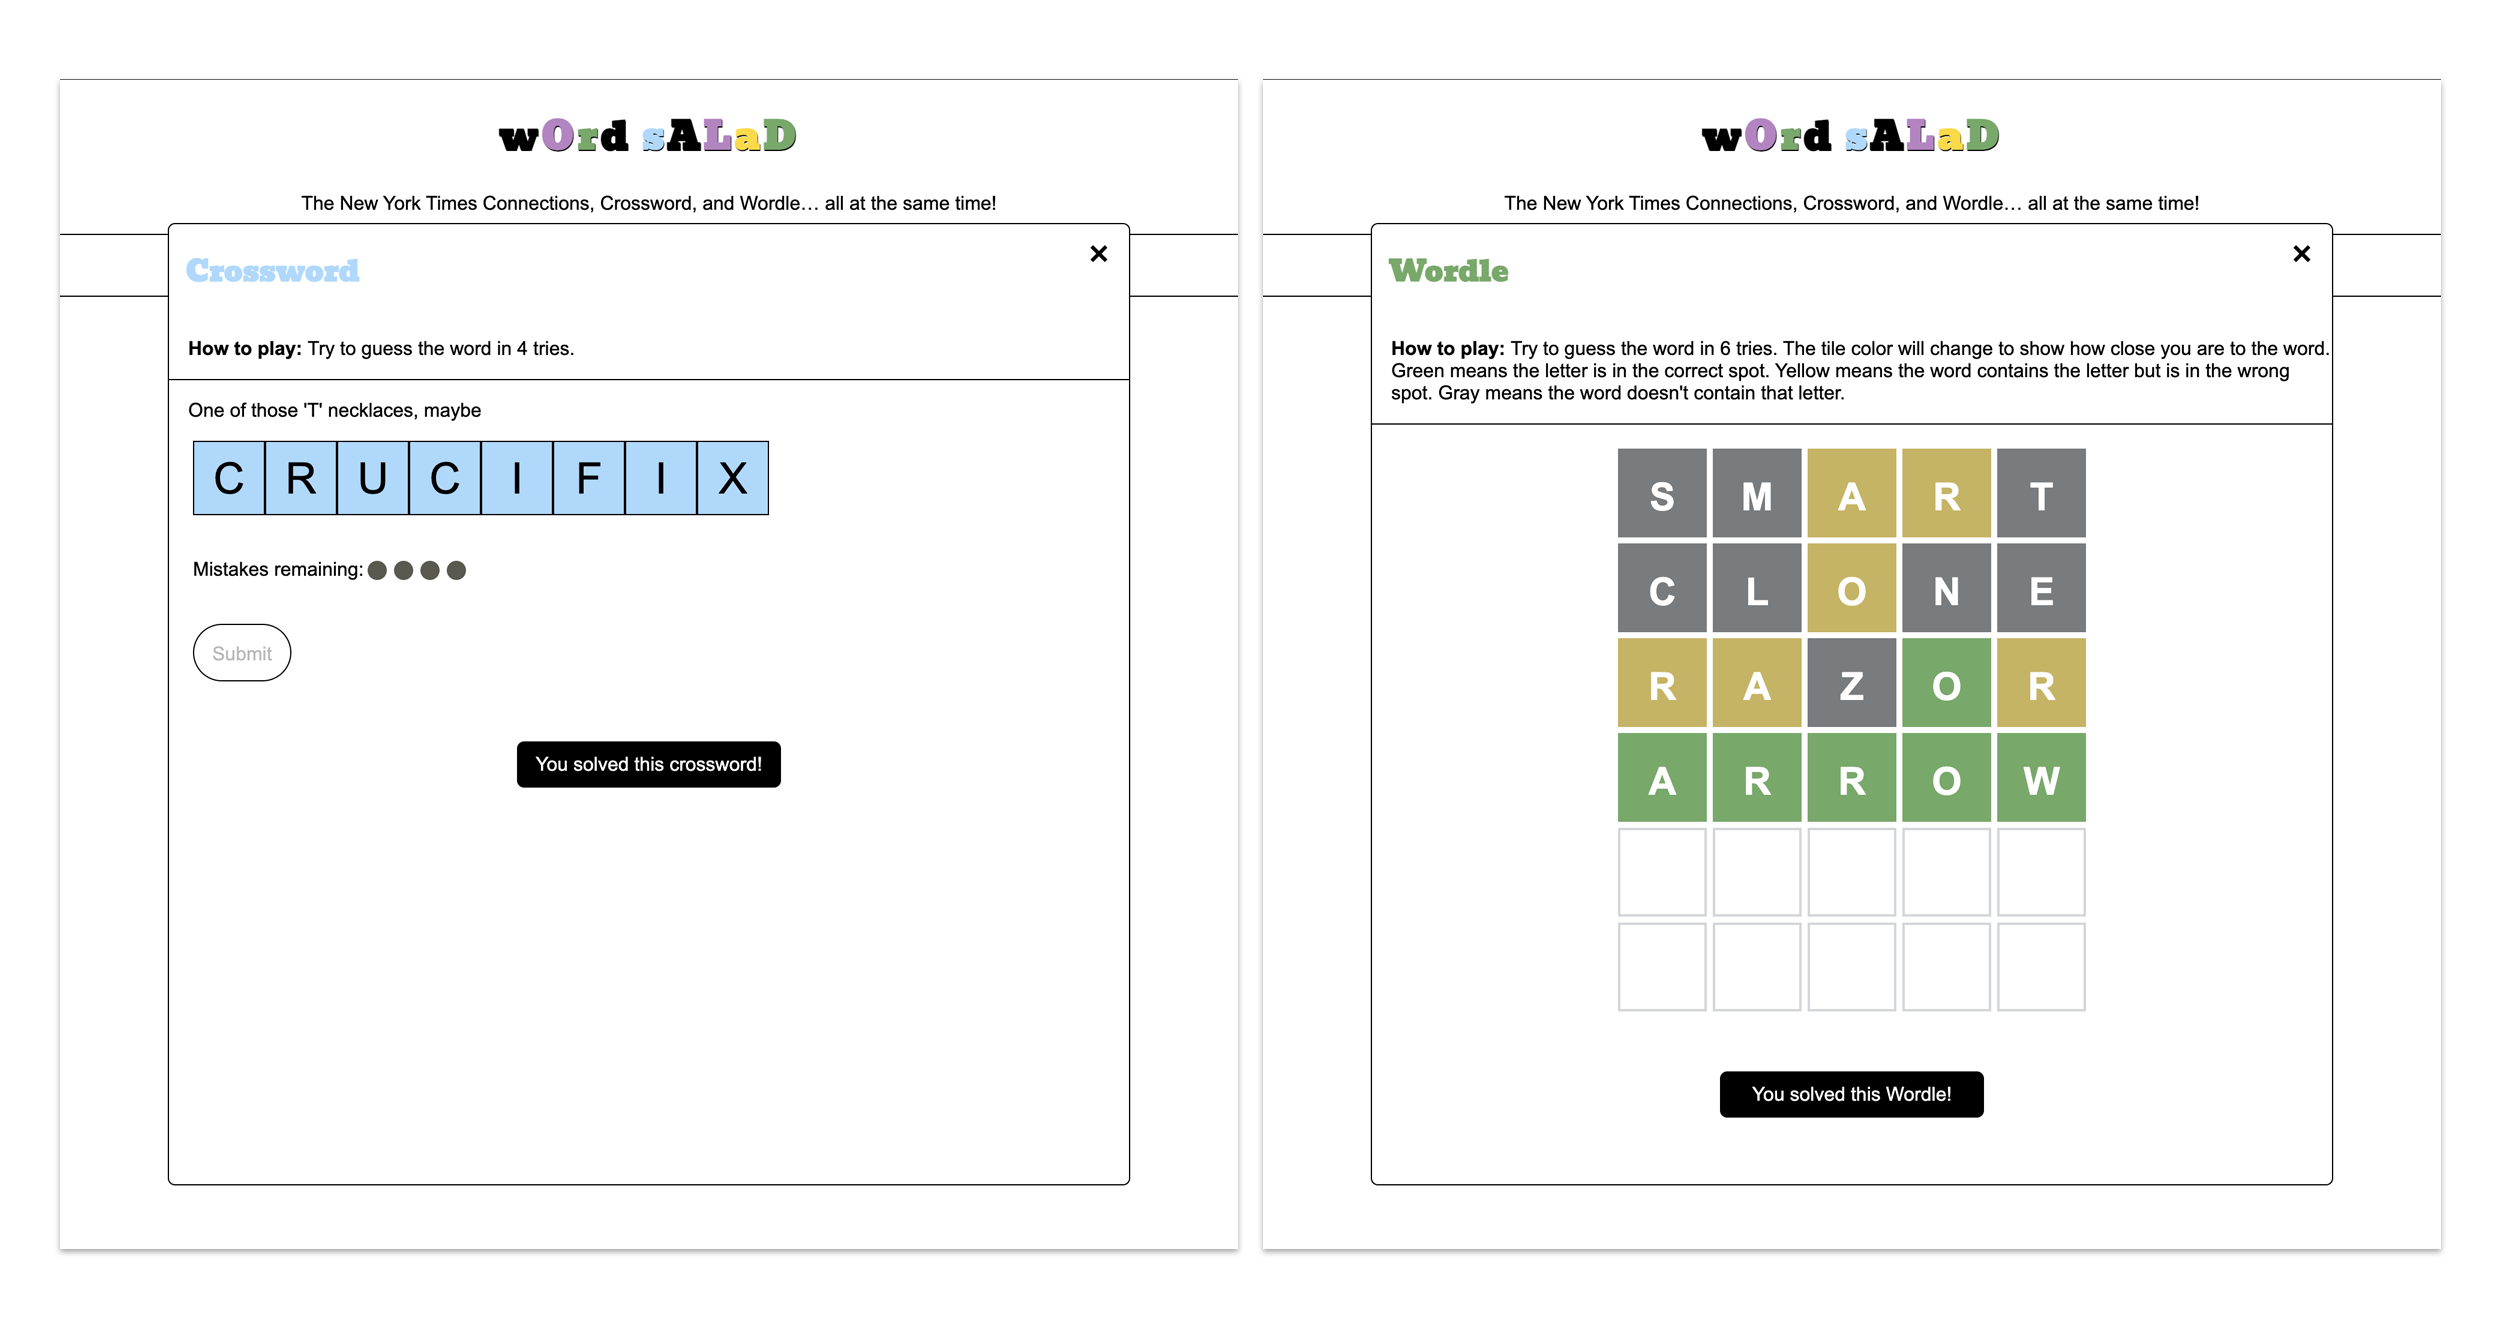 wOrd sALaD
The New York Times Connections, Crossword, and Wordle... all at the same time!
×
Crossword
How to play: Try to guess the word in 4 tries.
One of those 'T' necklaces, maybe
C R U C I F I X
Mistakes remaining:
Submit
You solved this crossword!
wOrd sALaD
The New York Times Connections, Crossword, and Wordle... all at the same time!
×
Wordle
How to play: Try to guess the word in 6 tries. The tile color will change to show how close you are to the word.
Green means the letter is in the correct spot. Yellow means the word contains the letter but is in the wrong
spot. Gray means the word doesn't contain that letter.
S M A R T
C L O N E
R A Z O R
A R R O W
You solved this Wordle!